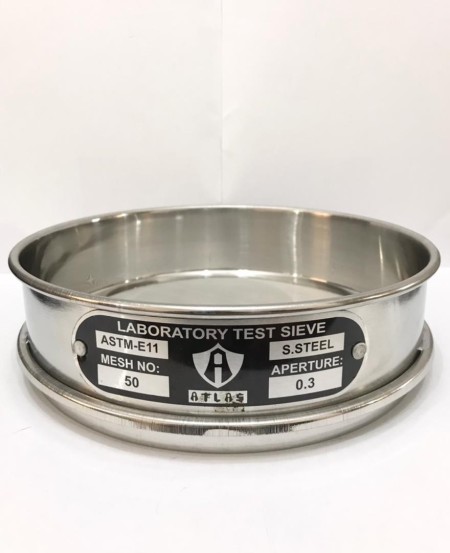 LABORATORY TEST SIEVE
ASTM-E11
S.STEEL
MESH NO:
APERTURE:
50
0.3
A
ATLAS